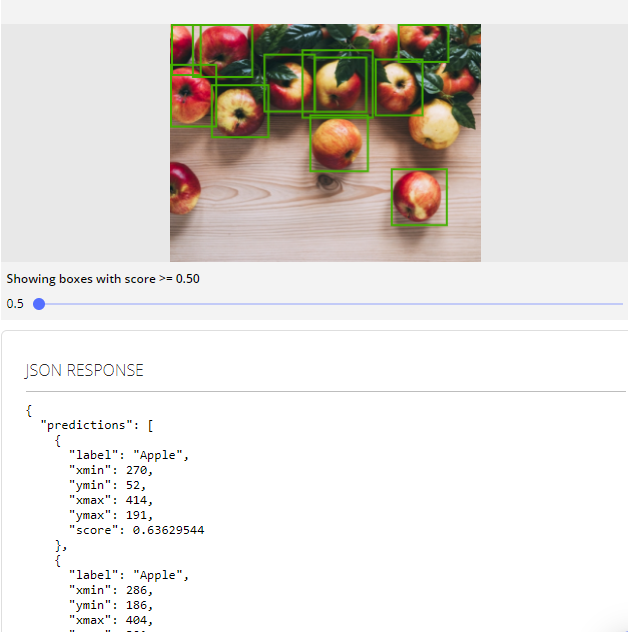 Showing boxes with score >= 0.50
0.5
JSON RESPONSE
{
"predictions": [
{
"label": "Apple",
"xmin": 270,
"ymin": 52,
"xmax": 414,
"ymax": 191,
"score": 0.63629544
},
{
"label": "Apple",
"xmin": 286,
"ymin": 186,
"xmax": 404,